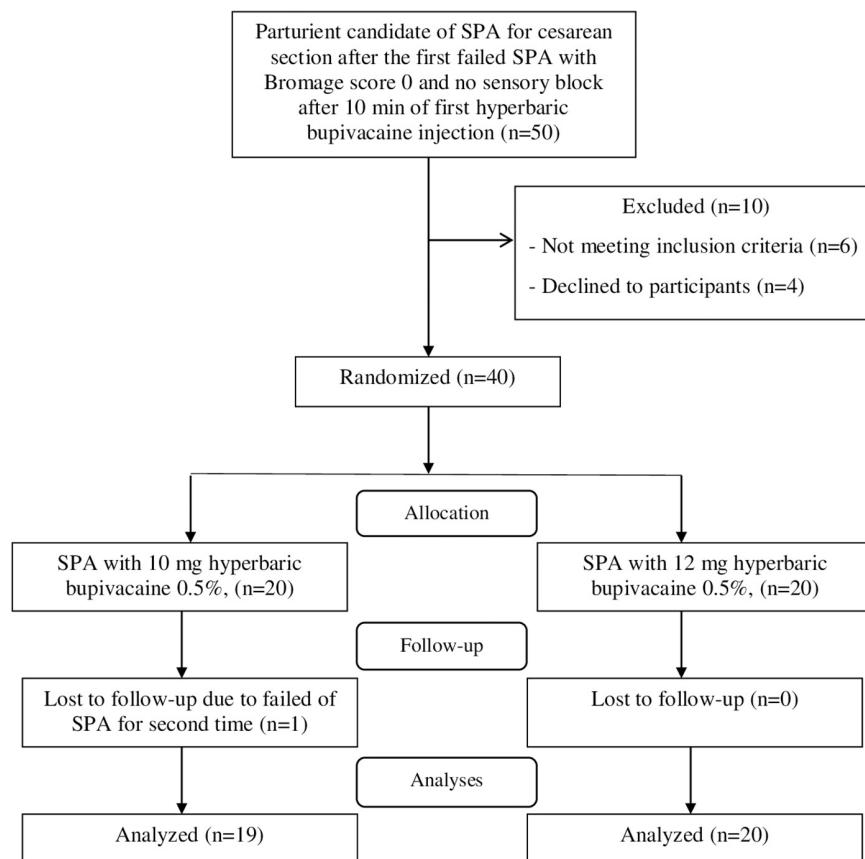 Parturient candidate of SPA for cesarean
section after the first failed SPA with
Bromage score 0 and no sensory block
after 10 min of first hyperbaric
bupivacaine injection (n=50)
Excluded (n=10)
- Not meeting inclusion criteria (n=6)
- Declined to participants (n=4)
Randomized (n=40)
Allocation
SPA with 10 mg hyperbaric
bupivacaine 0.5%, (n=20)
SPA with 12 mg hyperbaric
bupivacaine 0.5%, (n=20)
Follow-up
Lost to follow-up due to failed of
SPA for second time (n=1)
Lost to follow-up (n=0)
Analyses
Analyzed (n=19)
Analyzed (n=20)